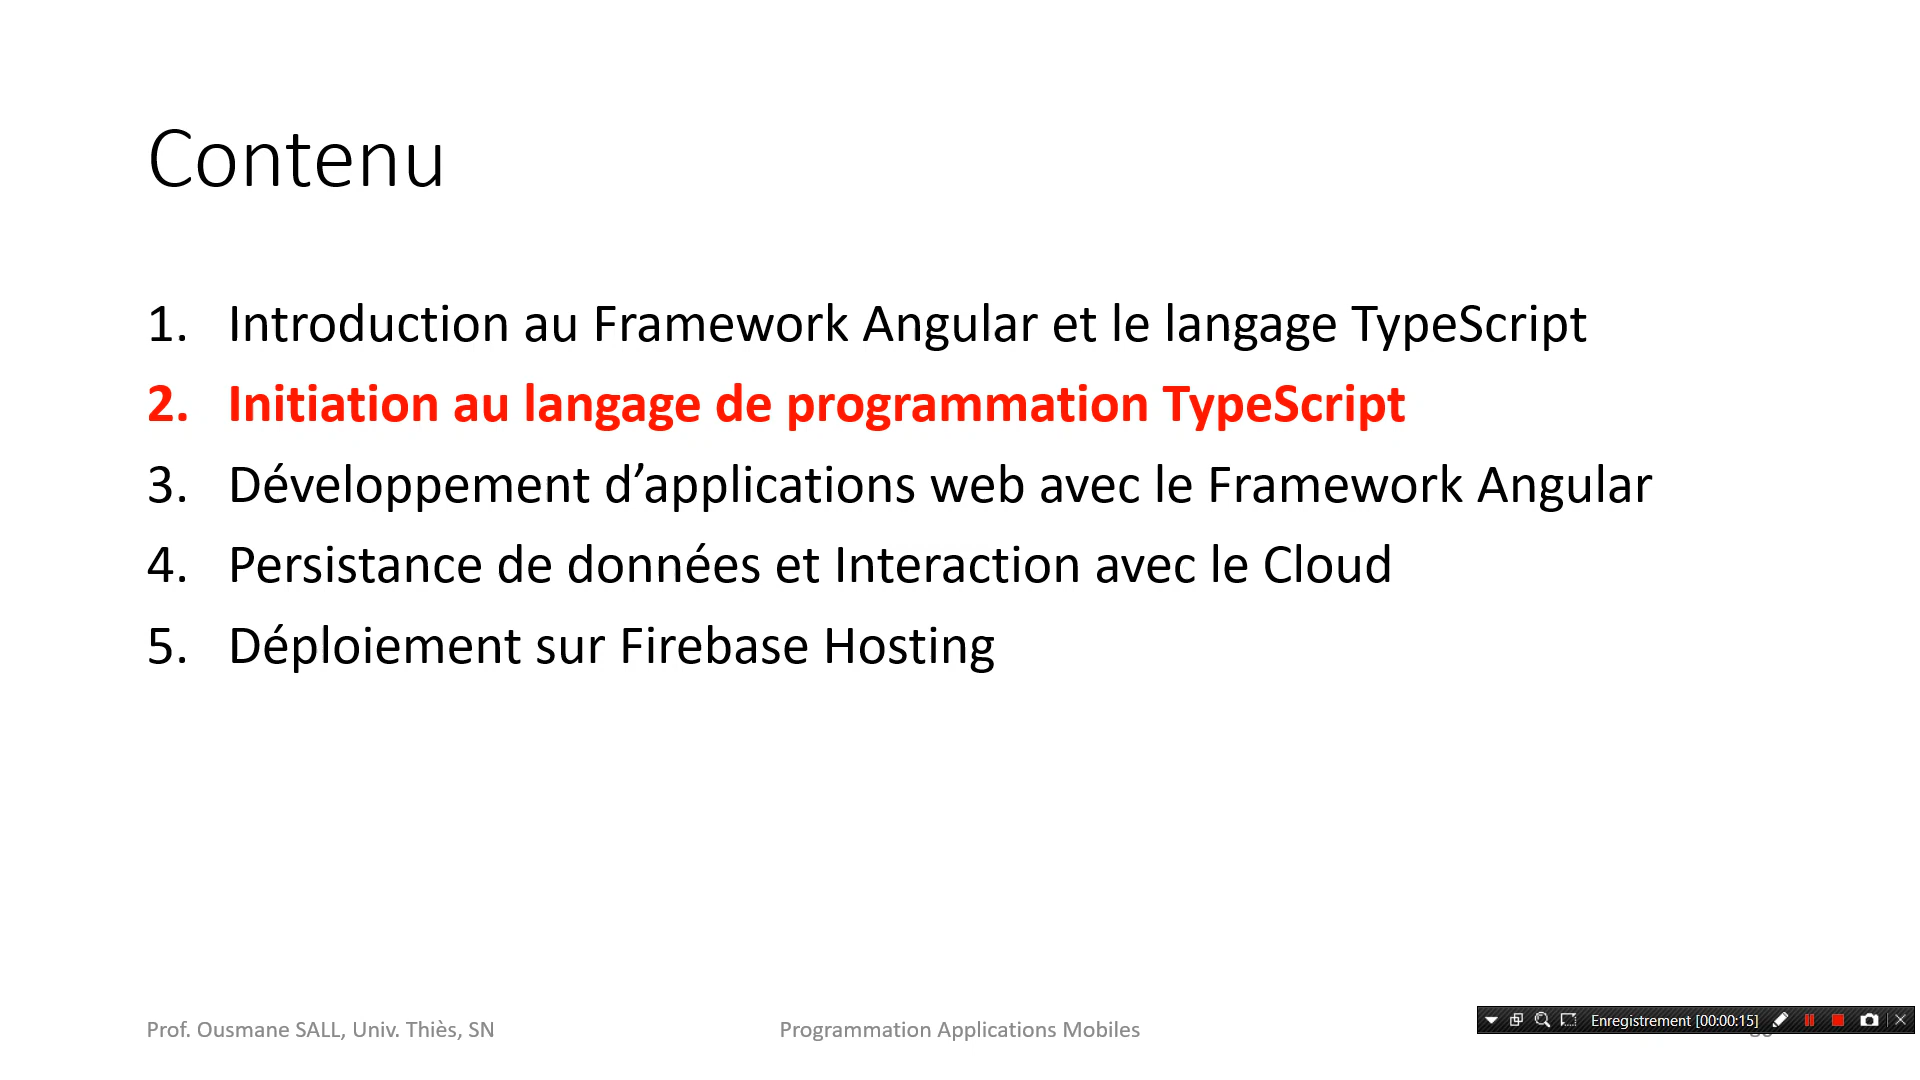 Contenu
1. Introduction au Framework Angular et le langage TypeScript
2. Initiation au langage de programmation TypeScript
3. Développement d’applications web avec le Framework Angular
4. Persistance de données et Interaction avec le Cloud
5. Déploiement sur Firebase Hosting
Prof. Ousmane SALL, Univ. Thiès, SN
Programmation Applications Mobiles
Enregistrement [00:00:15]